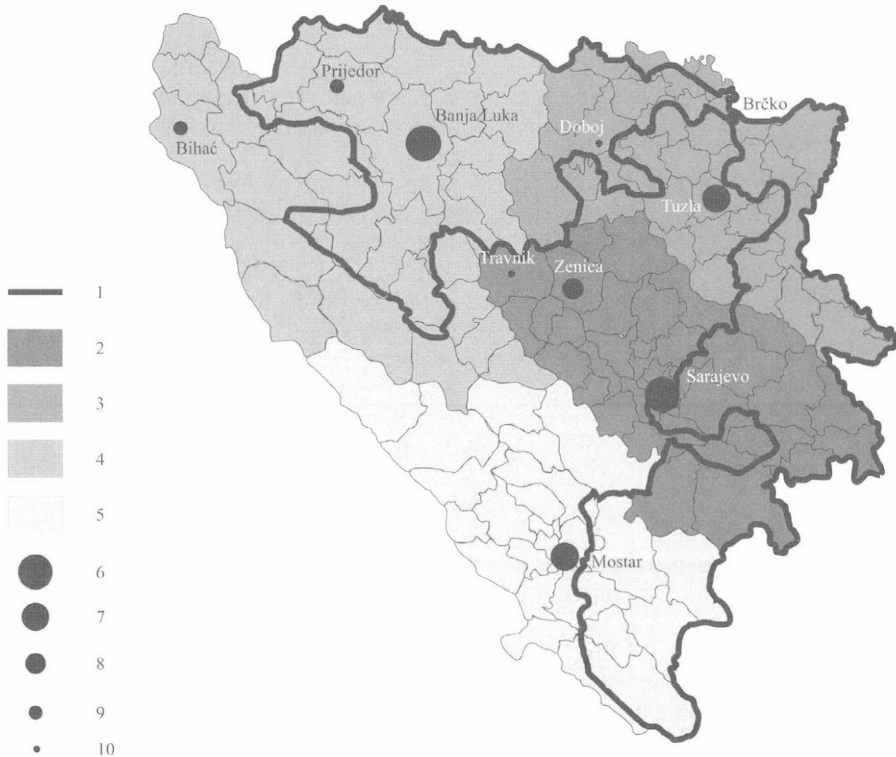 Prijedor
Banja Luka
Brčko
Doboj
Bihać
Tuzla
Travnik
Zenica
Sarajevo
Mostar
1
2
3
4
5
6
7
8
9
10